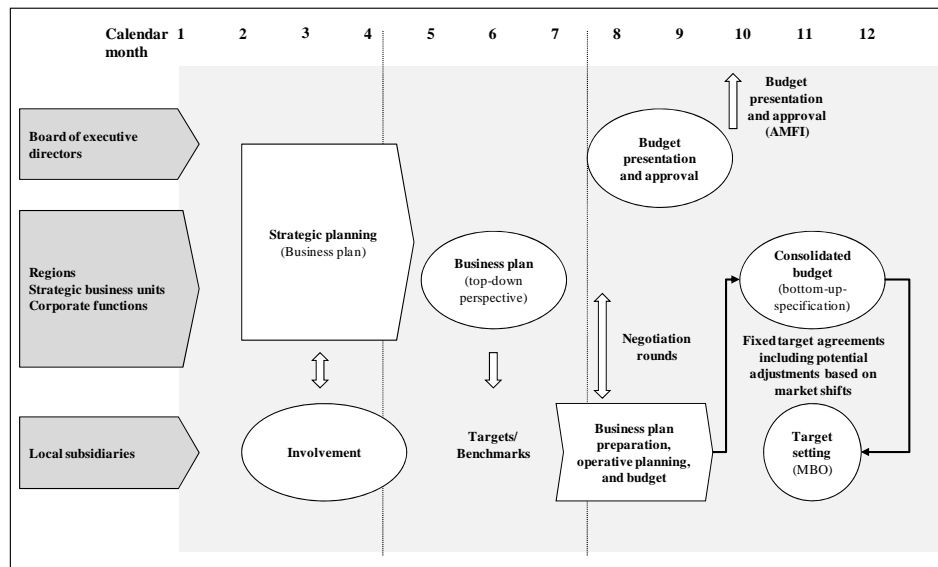 Calendar month 1 2 3 4 5 6 7 8 9 10 11 12
Board of executive
directors
Budget
presentation
and approval
Budget
presentation
and approval
(AMFI)
Regions
Strategic business units
Corporate functions
Strategic planning
(Business plan)
Business plan
(top-down
perspective)
Negotiation
rounds
Consolidated
budget
(bottom-up-
specification)
Fixed target agreements
including potential
adjustments based on
market shifts
Local subsidiaries
Involvement
Targets/
Benchmarks
Business plan
preparation,
operative planning,
and budget
Target
setting
(MBO)